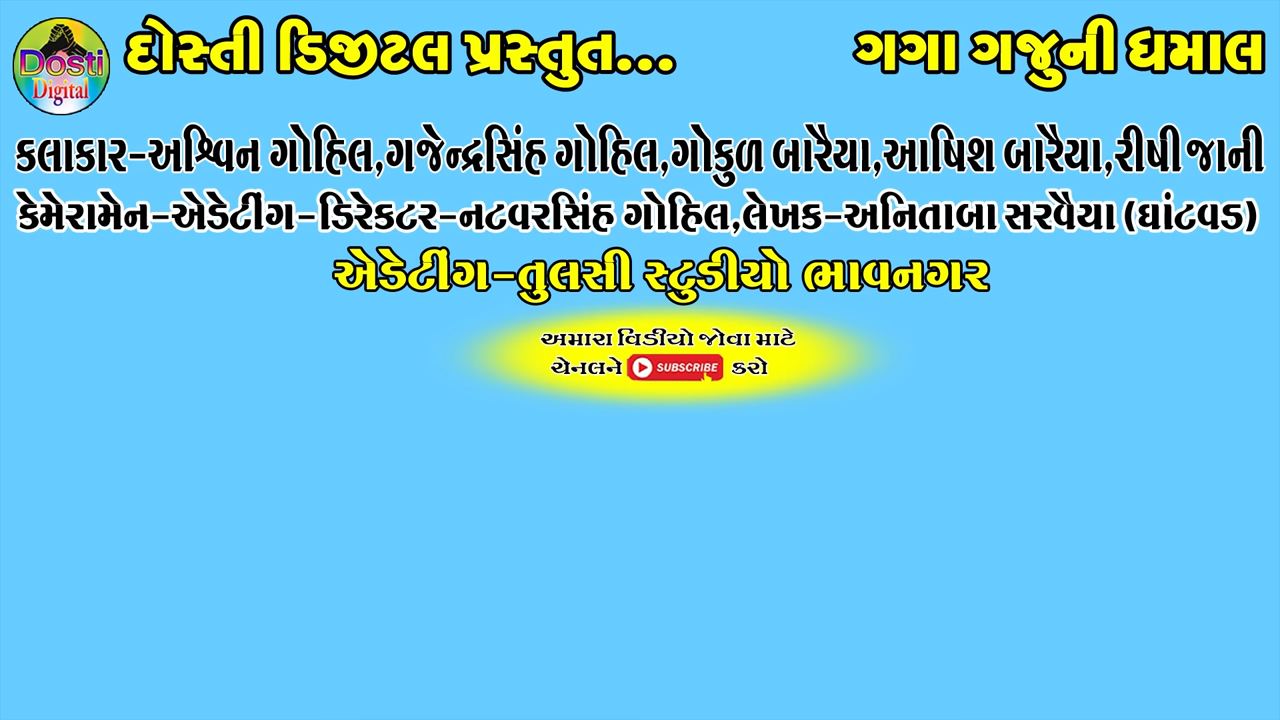 Dosti
Digital
દોસ્તી ડિજીટલ પ્રસ્તુત... ગગા ગજુની ધમાલ
કલાકાર-અશ્વિન ગોહિલ,ગજેન્દ્રસિંહ ગોહિલ,ગોકુળ બારૈયા,આષિશ બારૈયા,રીષી જાની
કેમેરામેન-એડેટીંગ-ડિરેકટર-નટવરસિંહ ગોહિલ,લેખક-અનિતાબા સરવૈયા (ઘાંટવડ)
એડેટીંગ-તુલસી સ્ટુડીયો ભાવનગર
અમારા વિડીયો જોવા માટે
ચેનલને SUBSCRIBE કરો